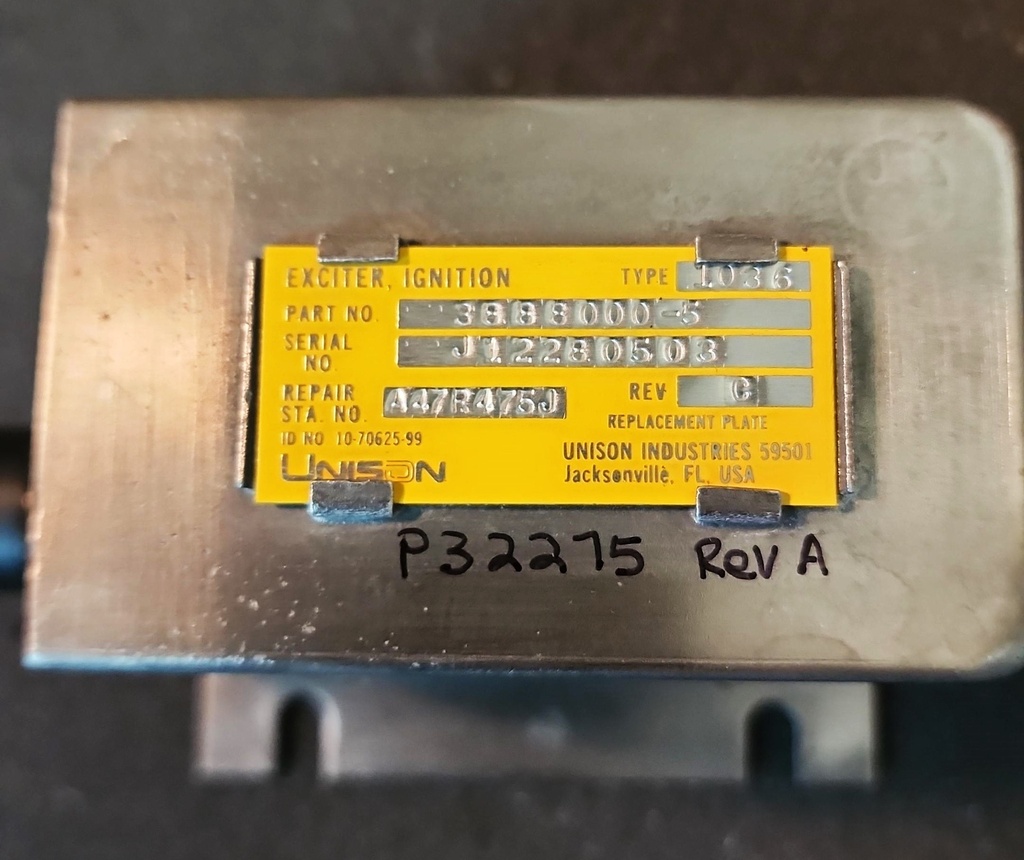 EXCITER, IGNITION TYPE 1036
PART NO. 3888000-5
SERIAL NO. J12280503
REPAIR STA. NO. A47R475J REV C
REPLACEMENT PLATE
ID NO 10-70625-99
UNISON
UNISON INDUSTRIES 59501
Jacksonville, FL, USA
P32275 Rev A